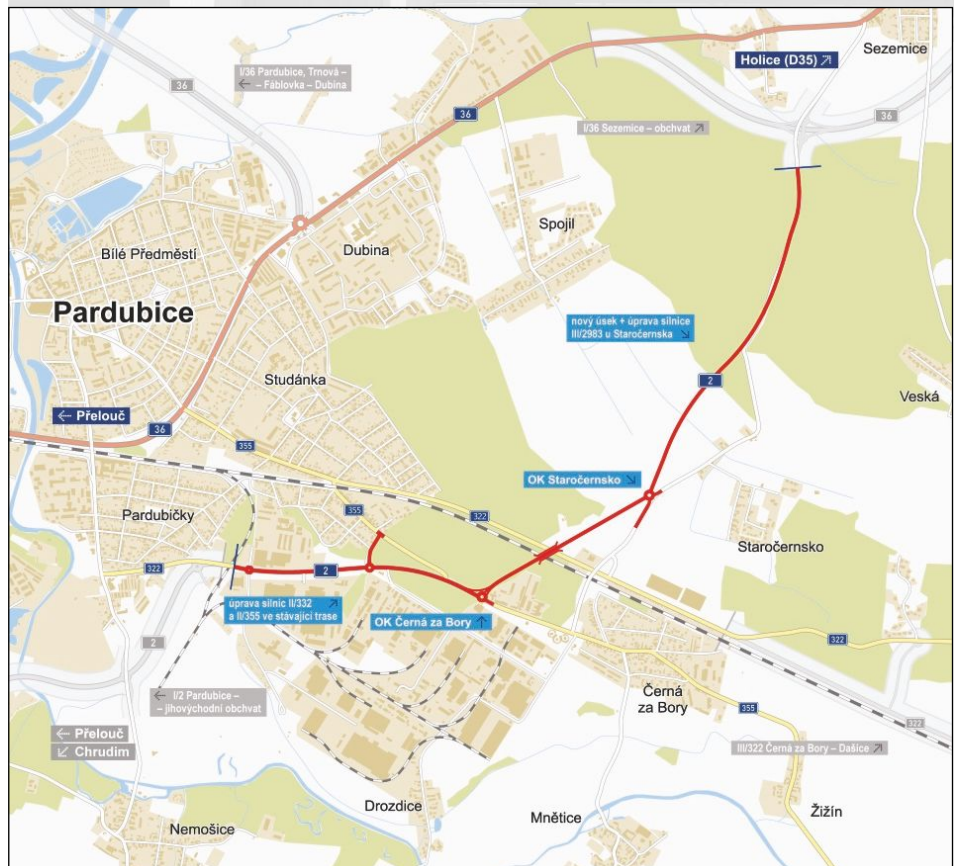 Sezemice
Holice (D35) ↗
I/36 Pardubice, Trnová –
← – Fáblovka – Dubina
36
36
I/36 Sezemice – obchvat ↗
36
Spojil
Dubina
Bílé Předměstí
Pardubice
nový úsek + úprava silnice
III/2983 u Staročernska ↘
Studánka
2
Veská
← Přelouč
36
355
OK Staročernsko ↘
355
322
Pardubičky
Staročernsko
322
2
úprava silnic II/332 ↗
a II/355 ve stávající trase
OK Černá za Bory ↑
322
2
Černá
za Bory
← I/2 Pardubice –
– jihovýchodní obchvat
355
322
← Přelouč
↙ Chrudim
III/322 Černá za Bory – Dašice ↗
Drozdice
Mnětice
Žižín
Nemošice